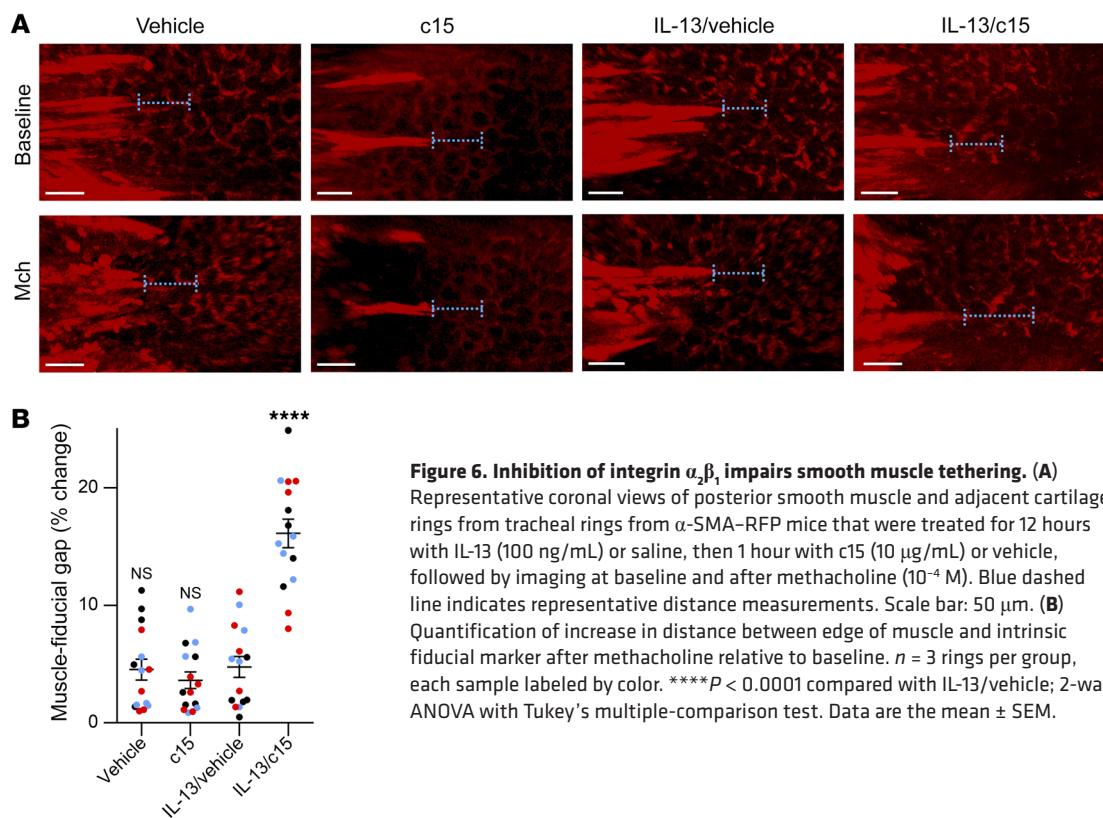 Vehicle c15 IL-13/vehicle IL-13/c15
A
Baseline
Mch
B
Muscle-fiducial gap (% change)
20
10
0
NS
NS
****
Vehicle
c15
IL-13/vehicle
IL-13/c15
Figure 6. Inhibition of integrin α₂β₁ impairs smooth muscle tethering. (A)
Representative coronal views of posterior smooth muscle and adjacent cartilage
rings from tracheal rings from α-SMA–RFP mice that were treated for 12 hours
with IL-13 (100 ng/mL) or saline, then 1 hour with c15 (10 μg/mL) or vehicle,
followed by imaging at baseline and after methacholine (10⁻⁴ M). Blue dashed
line indicates representative distance measurements. Scale bar: 50 μm. (B)
Quantification of increase in distance between edge of muscle and intrinsic
fiducial marker after methacholine relative to baseline. n = 3 rings per group,
each sample labeled by color. ****P < 0.0001 compared with IL-13/vehicle; 2-wa
ANOVA with Tukey's multiple-comparison test. Data are the mean ± SEM.